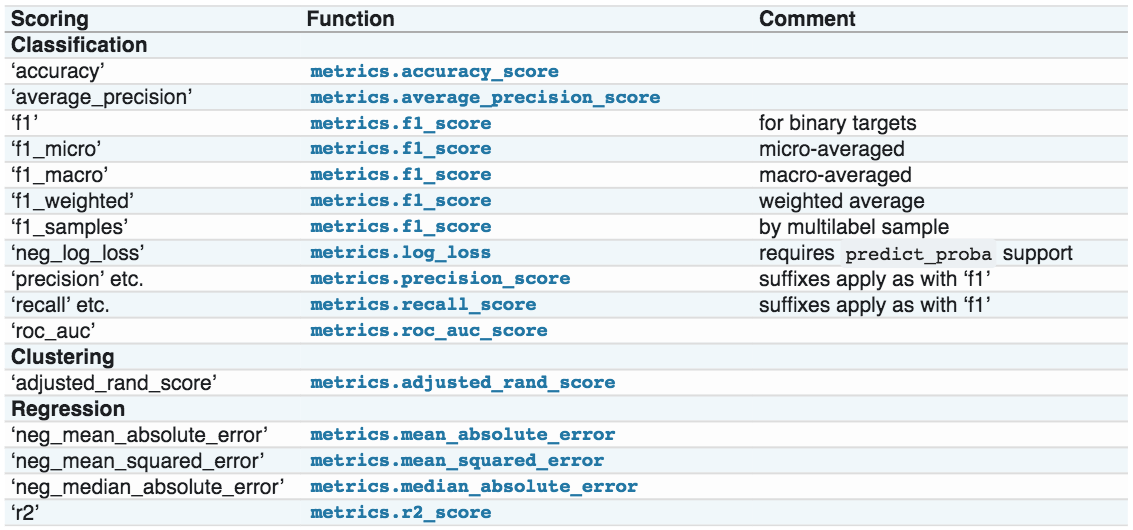 Scoring Function Comment
Classification
‘accuracy’ metrics.accuracy_score
‘average_precision’ metrics.average_precision_score
‘f1’ metrics.f1_score for binary targets
‘f1_micro’ metrics.f1_score micro-averaged
‘f1_macro’ metrics.f1_score macro-averaged
‘f1_weighted’ metrics.f1_score weighted average
‘f1_samples’ metrics.f1_score by multilabel sample
‘neg_log_loss’ metrics.log_loss requires predict_proba support
‘precision’ etc. metrics.precision_score suffixes apply as with ‘f1’
‘recall’ etc. metrics.recall_score suffixes apply as with ‘f1’
‘roc_auc’ metrics.roc_auc_score
Clustering
‘adjusted_rand_score’ metrics.adjusted_rand_score
Regression
‘neg_mean_absolute_error’ metrics.mean_absolute_error
‘neg_mean_squared_error’ metrics.mean_squared_error
‘neg_median_absolute_error’ metrics.median_absolute_error
‘r2’ metrics.r2_score